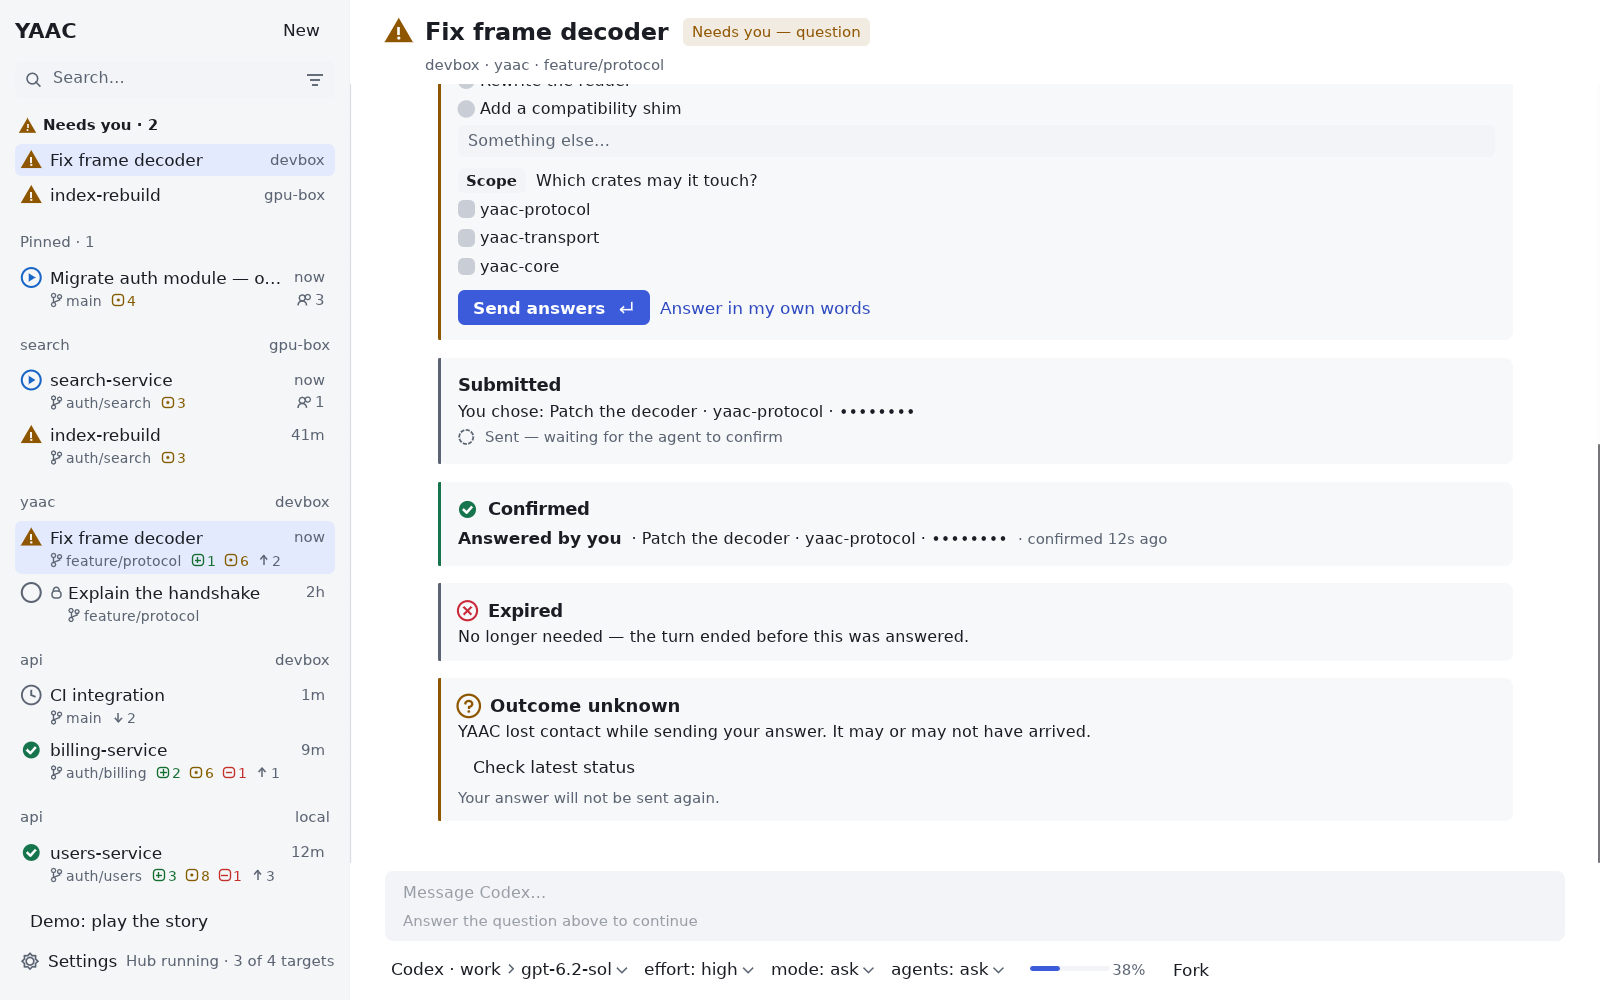 YAAC
New
Search…
Needs you · 2
Fix frame decoder devbox
index-rebuild gpu-box
Pinned · 1
Migrate auth module — o… now
main 4 3
search gpu-box
search-service now
auth/search 3 1
index-rebuild 41m
auth/search 3
yaac devbox
Fix frame decoder now
feature/protocol 1 6 2
Explain the handshake 2h
feature/protocol
api devbox
CI integration 1m
main 2
billing-service 9m
auth/billing 2 6 1 1
api local
users-service 12m
auth/users 3 8 1 3
Demo: play the story
Settings Hub running · 3 of 4 targets
Fix frame decoder Needs you — question
devbox · yaac · feature/protocol
Rewrite the reader
Add a compatibility shim
Something else…
Scope Which crates may it touch?
yaac-protocol
yaac-transport
yaac-core
Send answers Answer in my own words
Submitted
You chose: Patch the decoder · yaac-protocol · ••••••••
Sent — waiting for the agent to confirm
Confirmed
Answered by you · Patch the decoder · yaac-protocol · •••••••• · confirmed 12s ago
Expired
No longer needed — the turn ended before this was answered.
Outcome unknown
YAAC lost contact while sending your answer. It may or may not have arrived.
Check latest status
Your answer will not be sent again.
Message Codex…
Answer the question above to continue
Codex · work gpt-6.2-sol effort: high mode: ask agents: ask 38% Fork